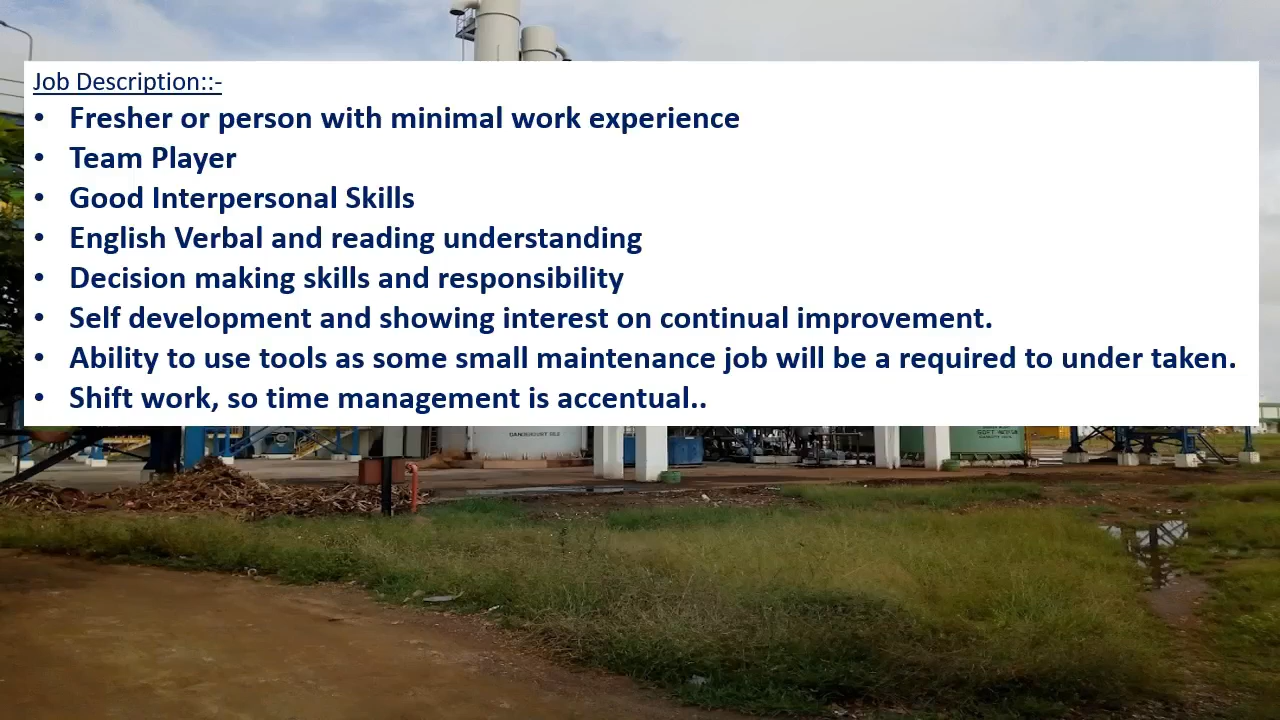 Job Description::-
• Fresher or person with minimal work experience
• Team Player
• Good Interpersonal Skills
• English Verbal and reading understanding
• Decision making skills and responsibility
• Self development and showing interest on continual improvement.
• Ability to use tools as some small maintenance job will be a required to under taken.
• Shift work, so time management is accentual..